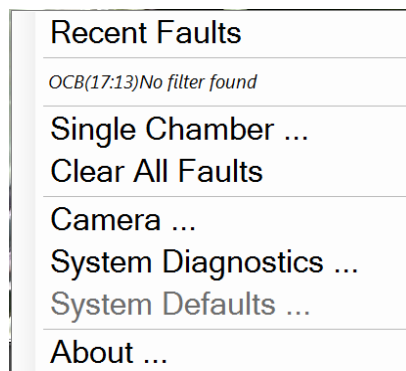 Recent Faults
OCB(17:13)No filter found
Single Chamber ...
Clear All Faults
Camera ...
System Diagnostics ...
System Defaults ...
About ...